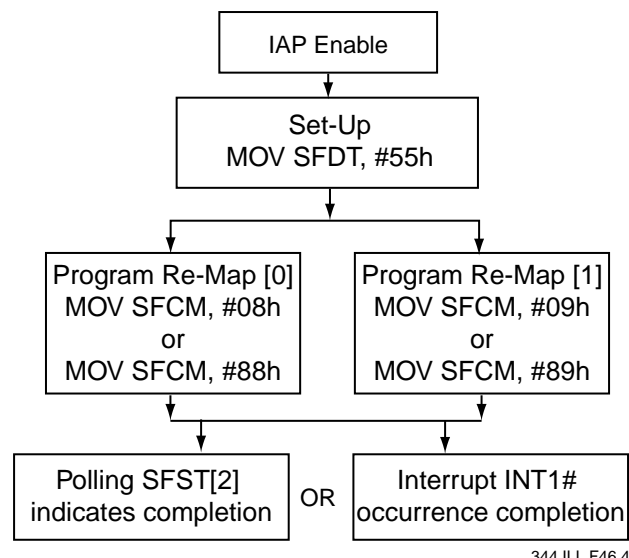 IAP Enable
Set-Up
MOV SFDT, #55h
Program Re-Map [0]
MOV SFCM, #08h
or
MOV SFCM, #88h
Program Re-Map [1]
MOV SFCM, #09h
or
MOV SFCM, #89h
Polling SFST[2]
indicates completion
OR
Interrupt INT1#
occurrence completion
344 ILL F46.4